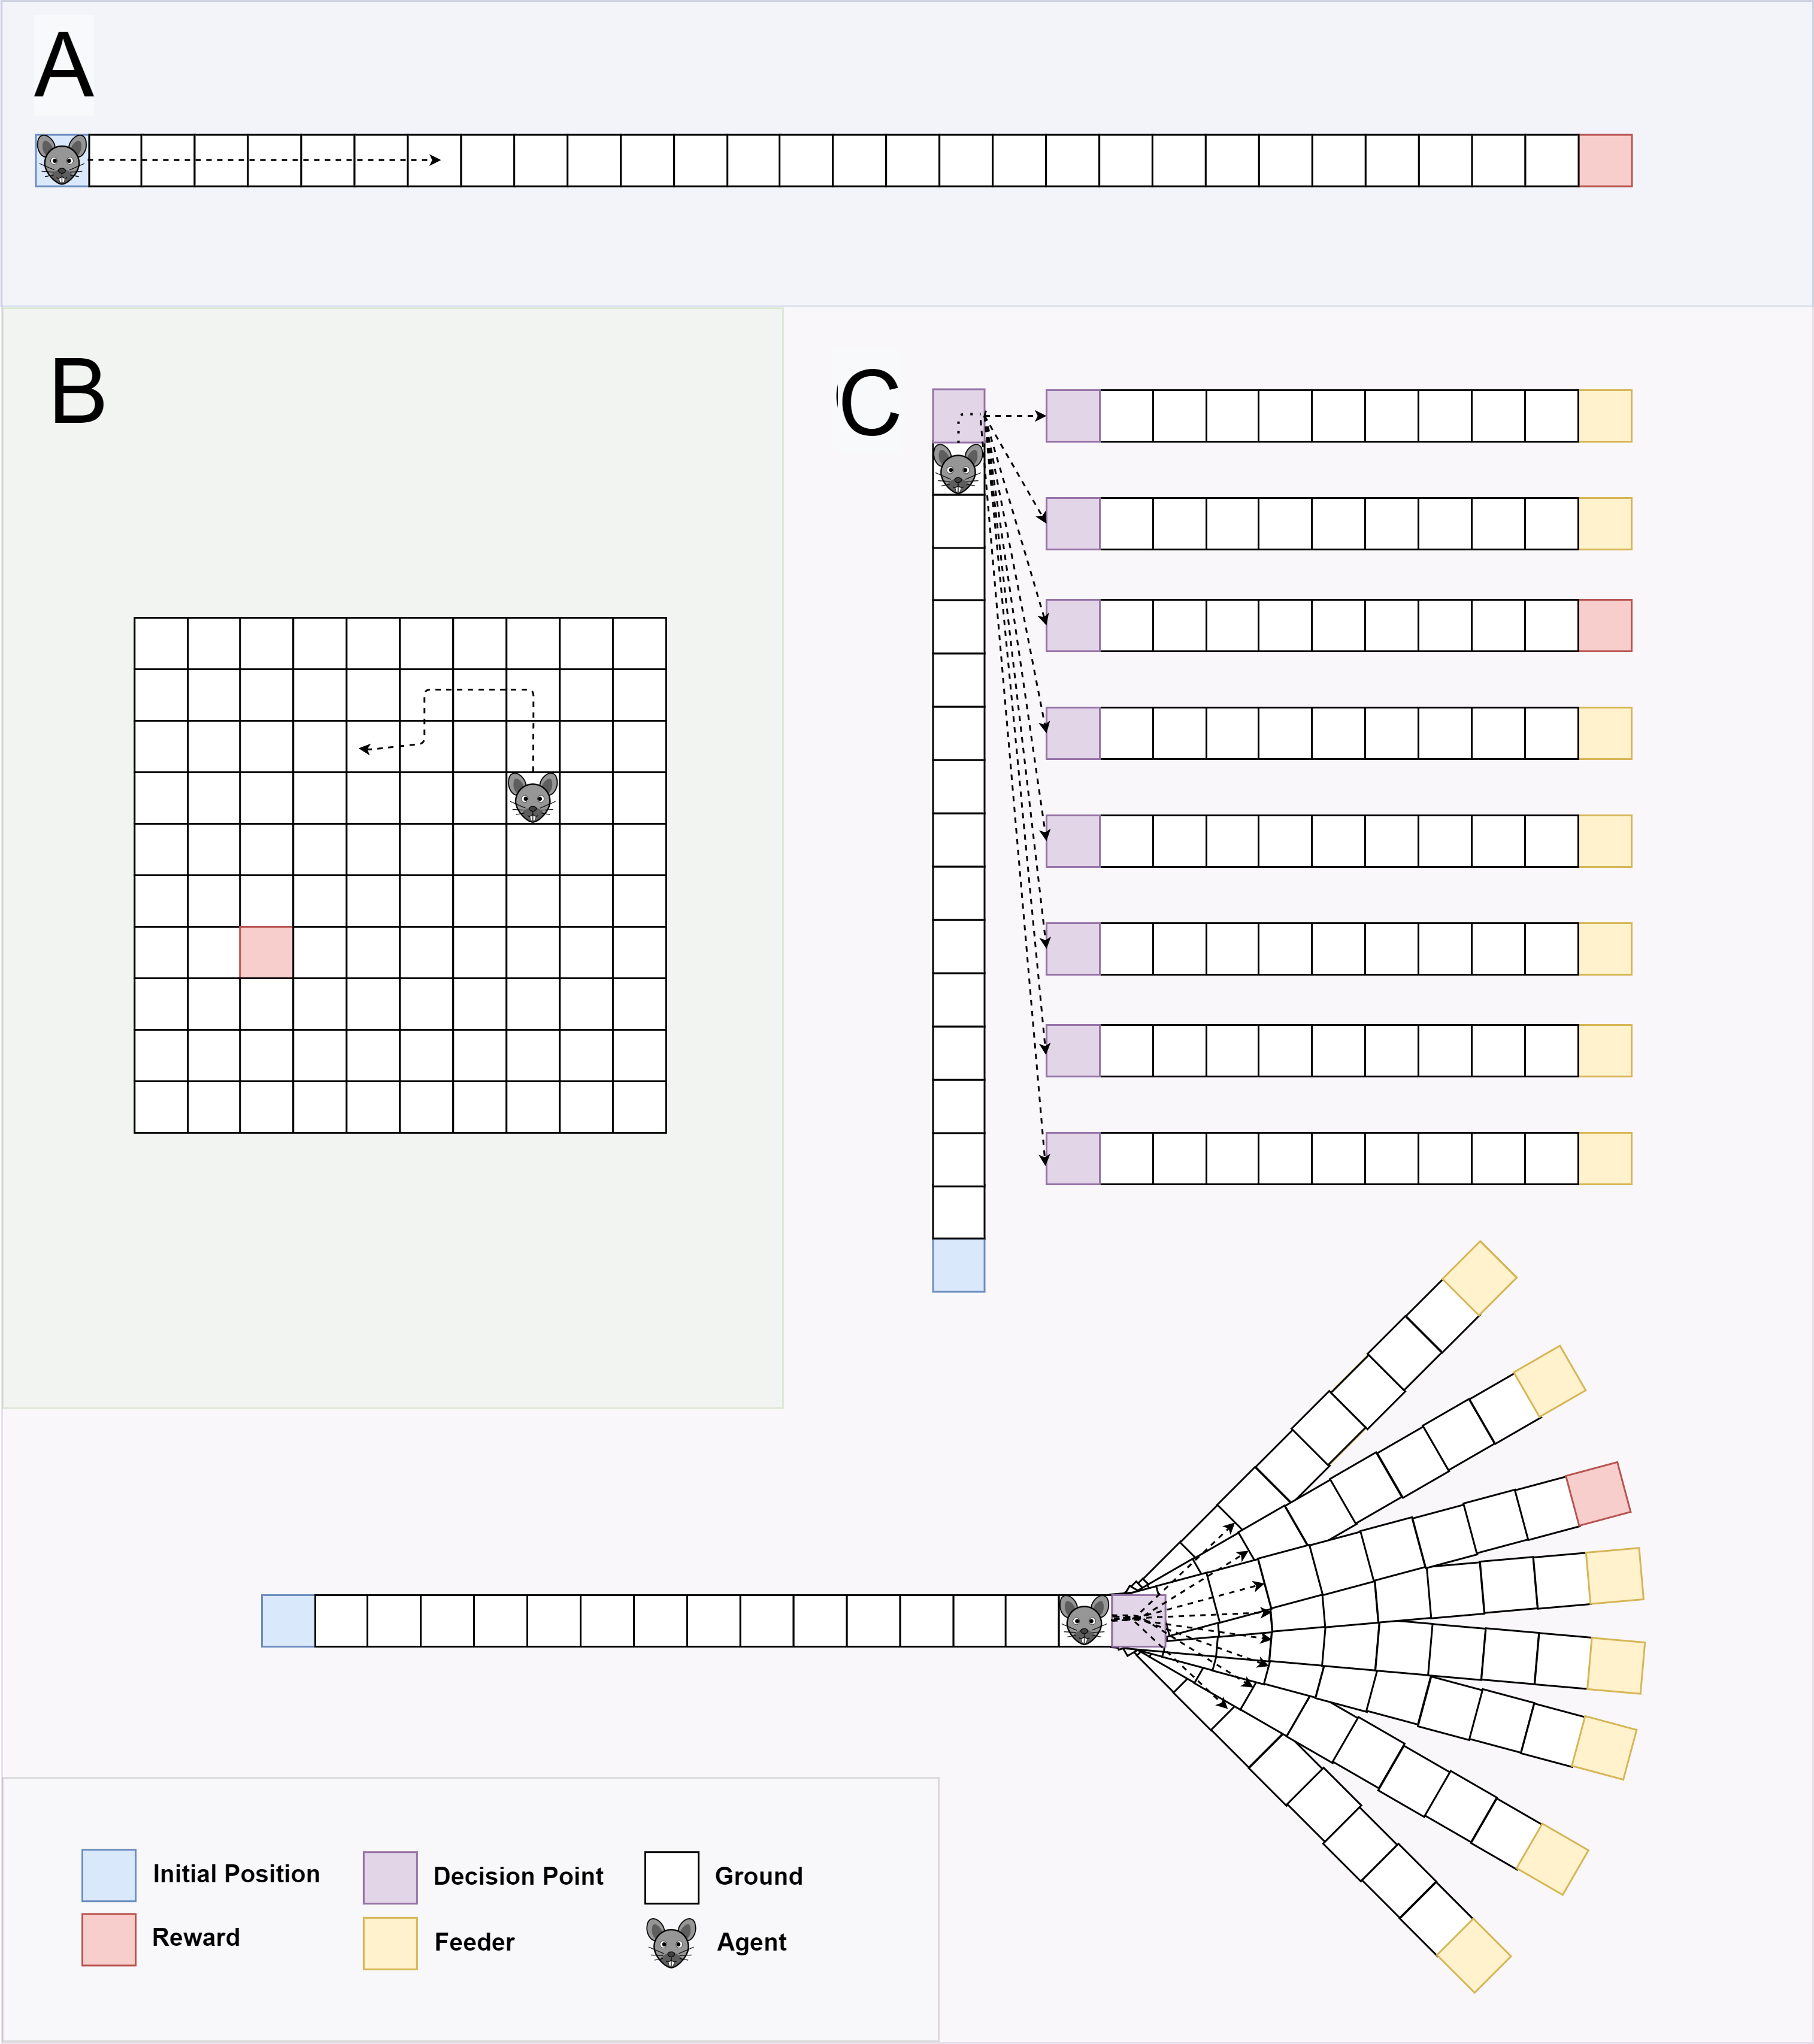 A
B
C
Initial Position
Decision Point
Ground
Reward
Feeder
Agent